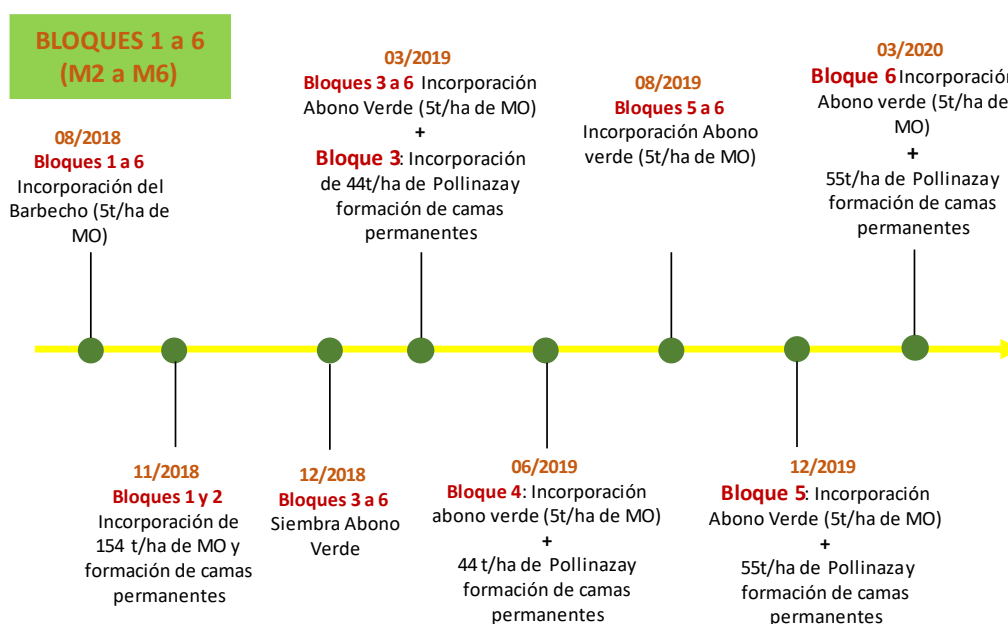 BLOQUES 1 a 6
(M2 a M6)
08/2018
Bloques 1 a 6
Incorporación del
Barbecho (5t/ha de
MO)
03/2019
Bloques 3 a 6 Incorporación
Abono Verde (5t/ha de MO)
+
Bloque 3: Incorporación
de 44t/ha de Pollinazay
formación de camas
permanentes
08/2019
Bloques 5 a 6
Incorporación Abono
verde (5t/ha de MO)
03/2020
Bloque 6 Incorporación
Abono verde (5t/ha de
MO)
+
55t/ha de Pollinazay
formación de camas
permanentes
11/2018
Bloques 1 y 2
Incorporación de
154 t/ha de MO y
formación de camas
permanentes
12/2018
Bloques 3 a 6
Siembra Abono
Verde
06/2019
Bloque 4: Incorporación
abono verde (5t/ha de MO)
+
44 t/ha de Pollinazay
formación de camas
permanentes
12/2019
Bloque 5: Incorporación
Abono Verde (5t/ha de MO)
+
55t/ha de Pollinazay
formación de camas
permanentes